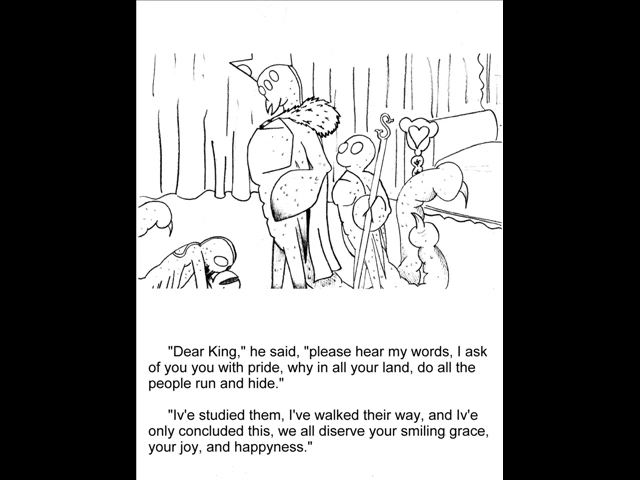 "Dear King," he said, "please hear my words, I ask
of you you with pride, why in all your land, do all the
people run and hide."
"Iv'e studied them, I've walked their way, and Iv'e
only concluded this, we all diserve your smiling grace,
your joy, and happyness."